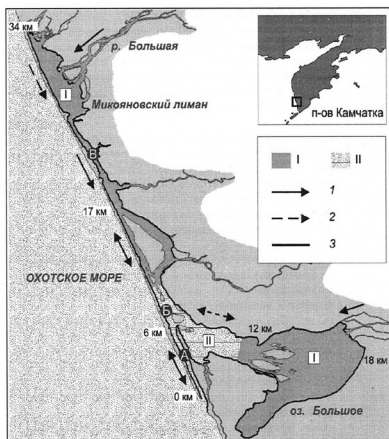 34 км
р. Большая
I
Микояновский лиман
п-ов Камчатка
В
I
II
1
2
3
17 км
ОХОТСКОЕ МОРЕ
Б
6 км
12 км
II
I
А
18 км
0 км
оз. Большое